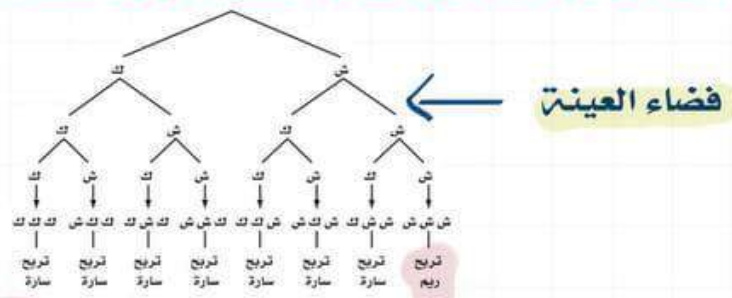 ش ك
فضاء العينة
ش ك ش ك
ش ك ش ك ش ك ش ك
ش ش ش ش ش ك ش ك ش ش ك ك ك ش ش ك ش ك ك ك ش ك ك ك
تربح تربح تربح تربح تربح تربح تربح تربح
ريم سارة سارة سارة سارة سارة سارة سارة